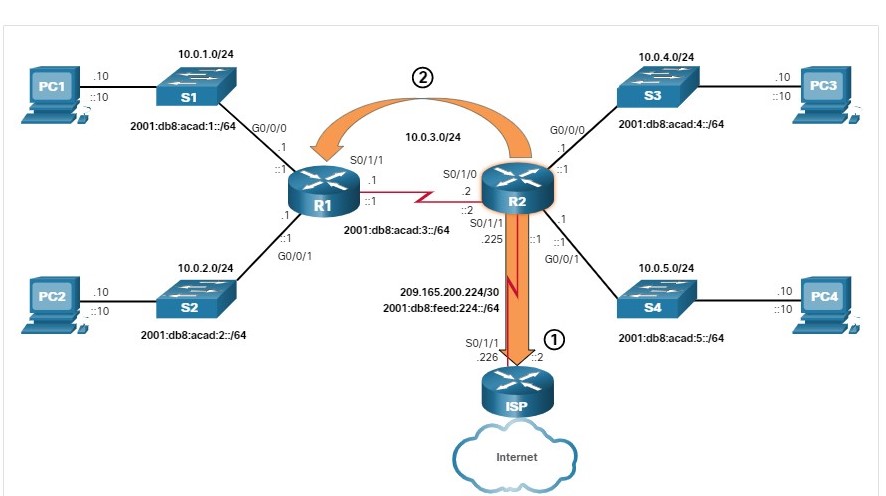 10.0.1.0/24
10.0.4.0/24
②
PC1
.10
::10
S1
S3
.10
::10
PC3
2001:db8:acad:1::/64
G0/0/0
.1
::1
10.0.3.0/24
G0/0/0
.1
::1
2001:db8:acad:4::/64
S0/1/1
.1
::1
R1
S0/1/0
.2
::2
R2
2001:db8:acad:3::/64
.1
::1
G0/0/1
S0/1/1
.225
::1
.1
::1
G0/0/1
10.0.2.0/24
10.0.5.0/24
PC2
.10
::10
S2
S4
.10
::10
PC4
209.165.200.224/30
2001:db8:feed:224::/64
2001:db8:acad:2::/64
2001:db8:acad:5::/64
S0/1/1
.226
::2
①
ISP
Internet